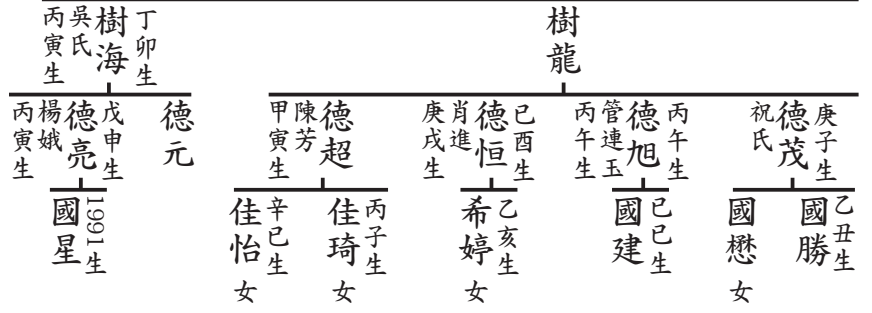 樹龍
丁卯生
樹海
吳氏
丙寅生
庚子生
德茂
祝氏
丙午生
德旭
管連玉
丙午生
己酉生
德恒
肖進
庚戌生
德超
陳芳
甲寅生
德元
戊申生
德亮
楊娥
丙寅生
乙丑生
國勝
國懋 女
己巳生
國建
乙亥生
希婷 女
丙子生
佳琦 女
辛巳生
佳怡 女
1991生
國星